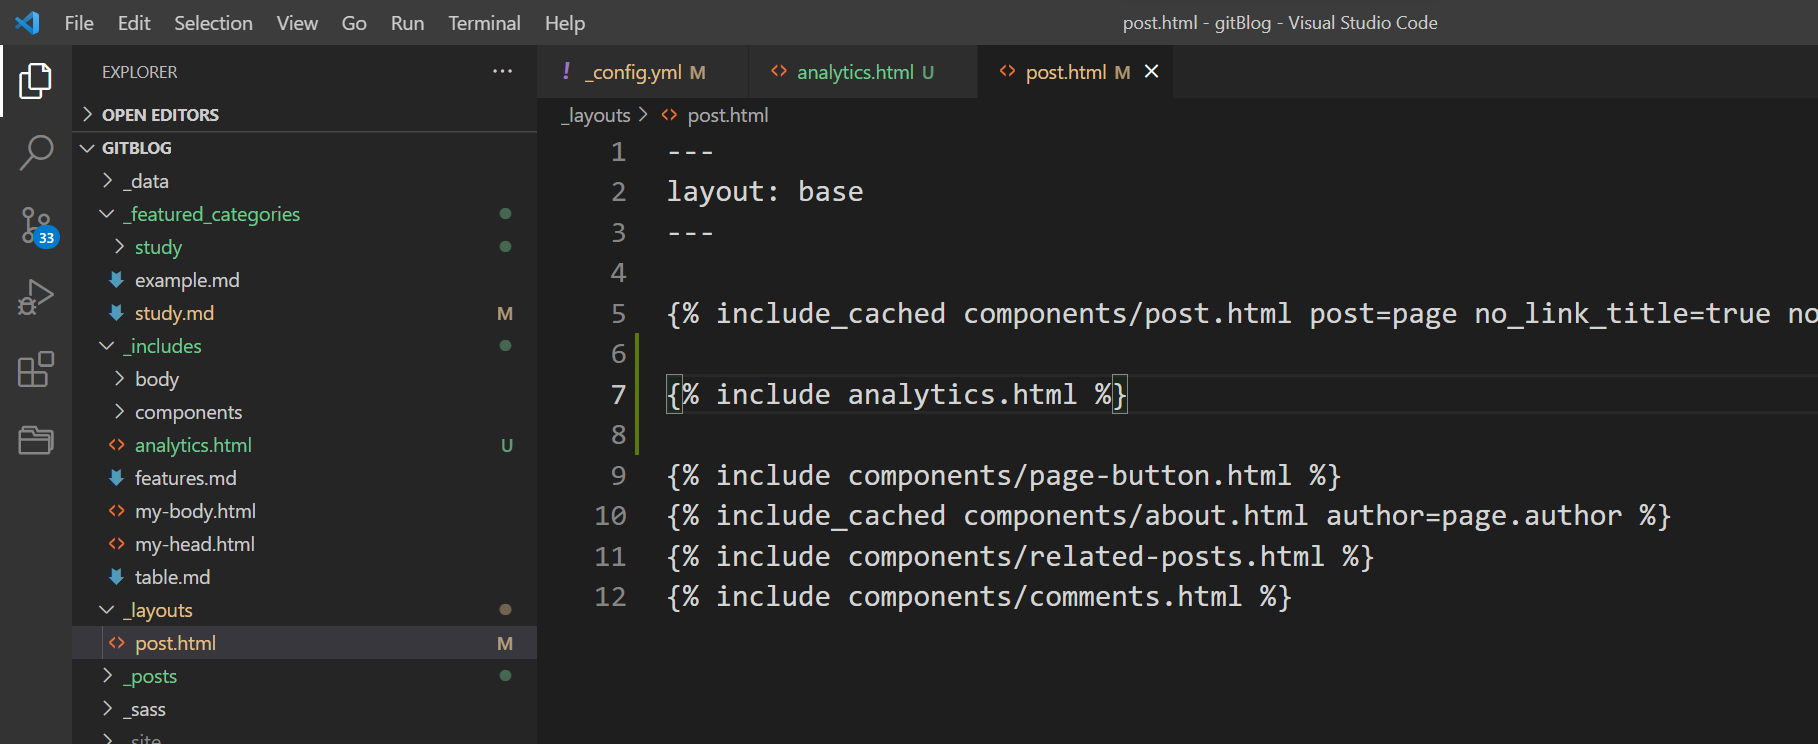 File Edit Selection View Go Run Terminal Help
post.html - gitBlog - Visual Studio Code
EXPLORER ···
OPEN EDITORS
GITBLOG
_data
_featured_categories
study
example.md
study.md M
_includes
body
components
analytics.html U
features.md
my-body.html
my-head.html
table.md
_layouts
post.html M
_posts
_sass
_site
33
! _config.yml M
<> analytics.html U
<> post.html M ×
_layouts > <> post.html
1 ---
2 layout: base
3 ---
4
5 {% include_cached components/post.html post=page no_link_title=true no
6
7 {% include analytics.html %}
8
9 {% include components/page-button.html %}
10 {% include_cached components/about.html author=page.author %}
11 {% include components/related-posts.html %}
12 {% include components/comments.html %}